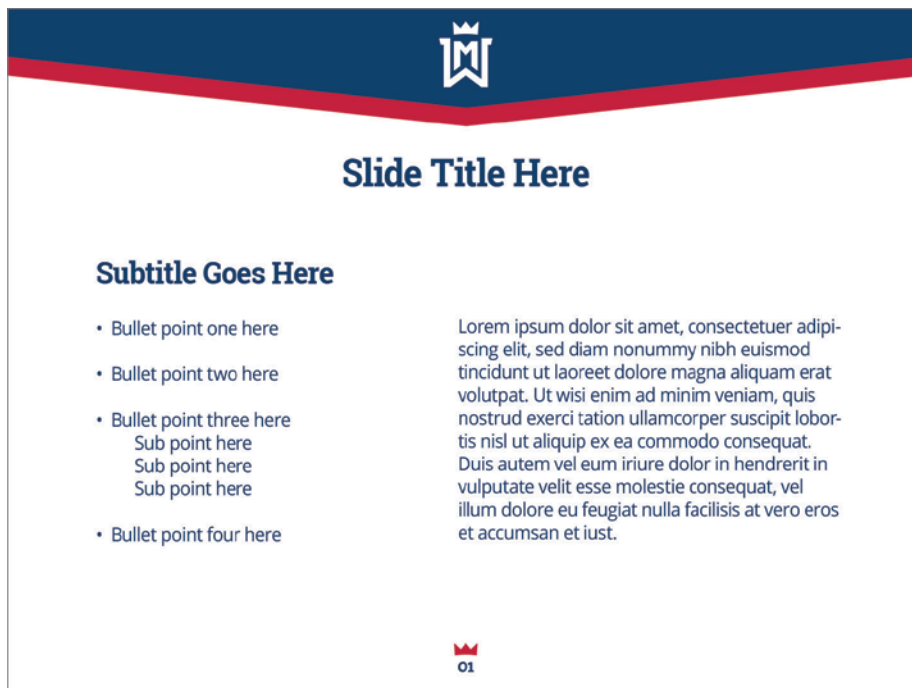 MW
Slide Title Here
Subtitle Goes Here
• Bullet point one here
• Bullet point two here
• Bullet point three here
Sub point here
Sub point here
Sub point here
• Bullet point four here
Lorem ipsum dolor sit amet, consectetuer adipi-
scing elit, sed diam nonummy nibh euismod
tincidunt ut laoreet dolore magna aliquam erat
volutpat. Ut wisi enim ad minim veniam, quis
nostrud exerci tation ullamcorper suscipit lobor-
tis nisl ut aliquip ex ea commodo consequat.
Duis autem vel eum iriure dolor in hendrerit in
vulputate velit esse molestie consequat, vel
illum dolore eu feugiat nulla facilisis at vero eros
et accumsan et iust.
01